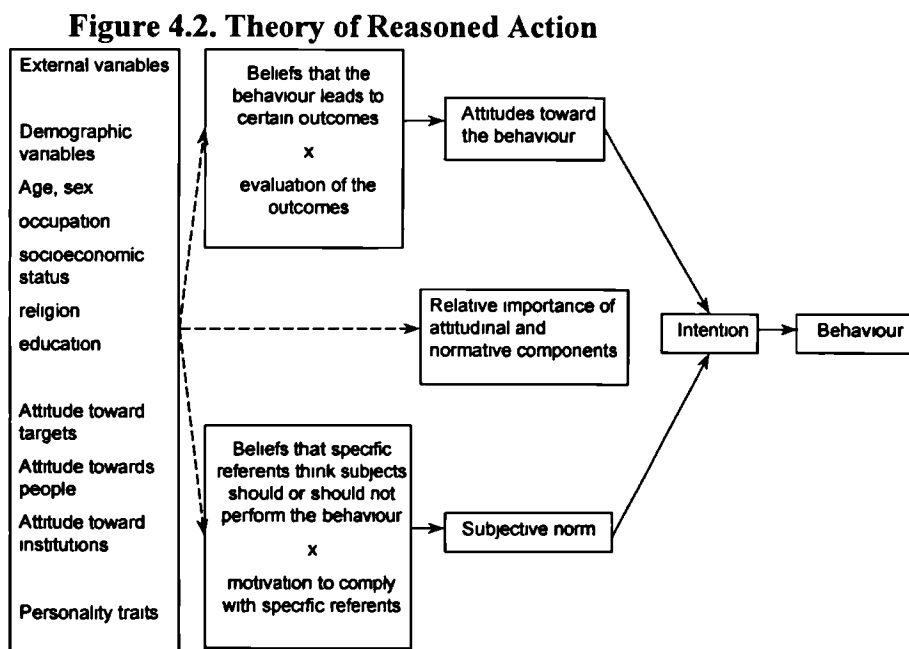 Figure 4.2. Theory of Reasoned Action
External variables
Demographic
variables
Age, sex
occupation
socioeconomic
status
religion
education
Attitude toward
targets
Attitude towards
people
Attitude toward
institutions
Personality traits
Beliefs that the
behaviour leads to
certain outcomes
x
evaluation of the
outcomes
Attitudes toward
the behaviour
Relative importance of
attitudinal and
normative components
Intention
Behaviour
Beliefs that specific
referents think subjects
should or should not
perform the behaviour
x
motivation to comply
with specific referents
Subjective norm